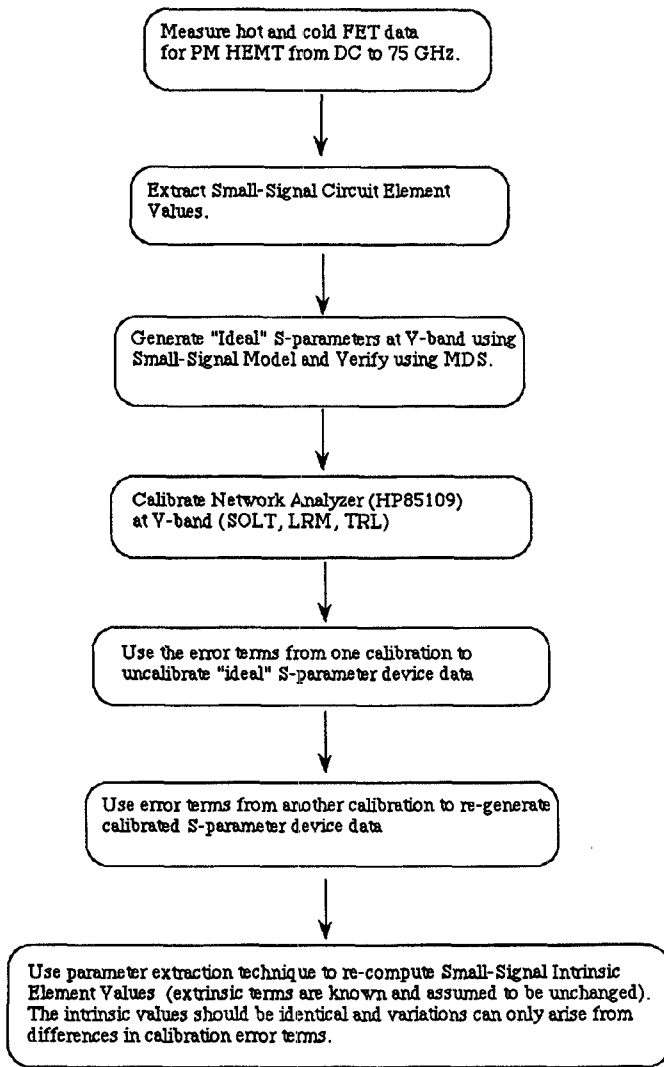 Measure hot and cold FET data
for PM HEMT from DC to 75 GHz.
Extract Small-Signal Circuit Element
Values.
Generate "Ideal" S-parameters at V-band using
Small-Signal Model and Verify using MDS.
Calibrate Network Analyzer (HP85109)
at V-band (SOLT, LRM, TRL)
Use the error terms from one calibration to
uncalibrate "ideal" S-parameter device data
Use error terms from another calibration to re-generate
calibrated S-parameter device data
Use parameter extraction technique to re-compute Small-Signal Intrinsic
Element Values (extrinsic terms are known and assumed to be unchanged).
The intrinsic values should be identical and variations can only arise from
differences in calibration error terms.